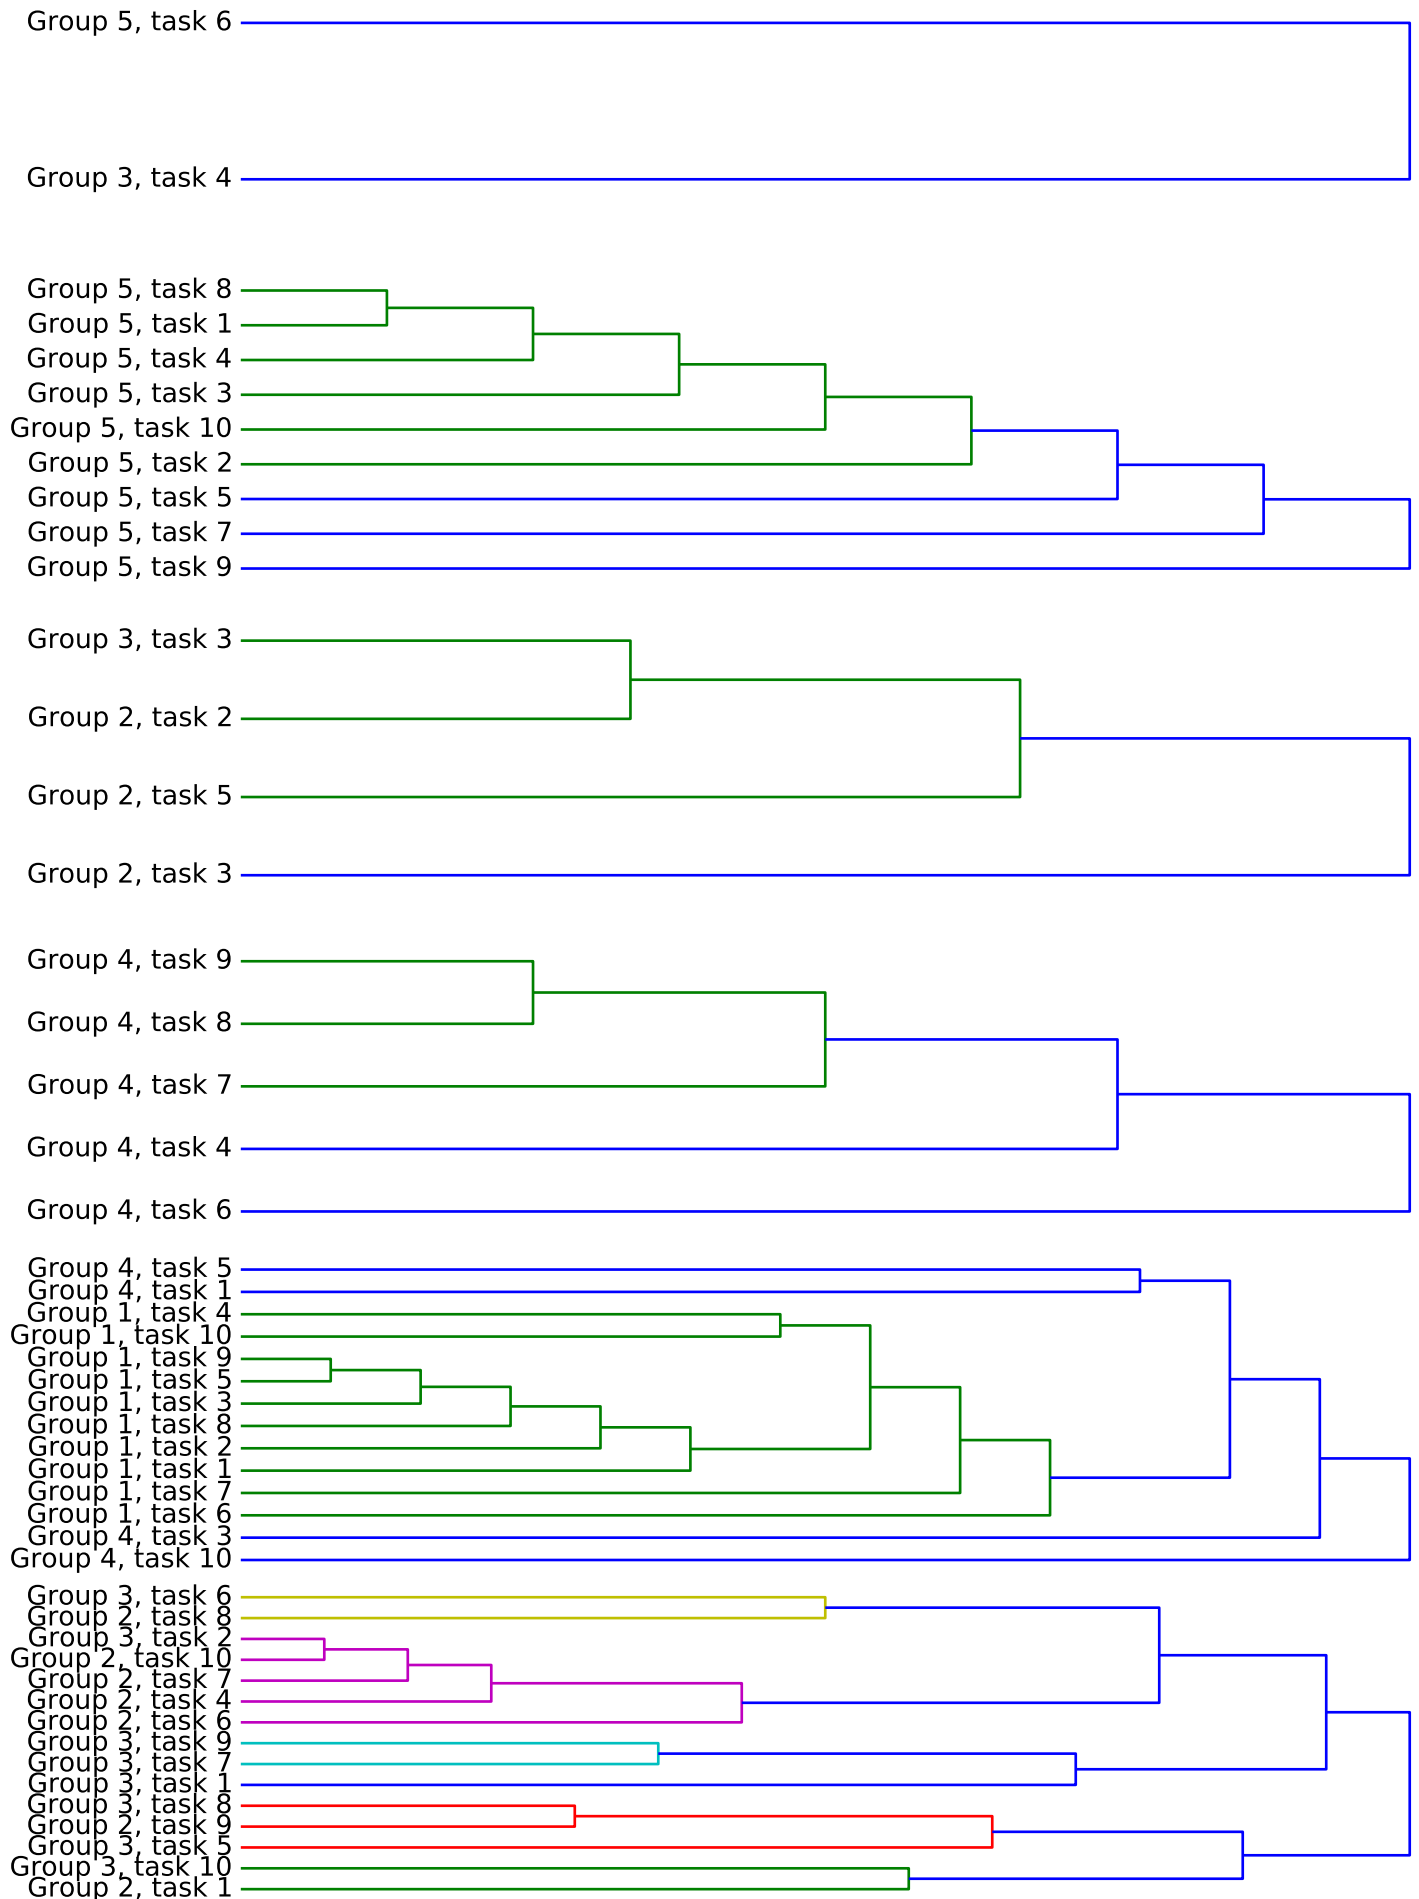 Group 5, task 6
Group 3, task 4
Group 5, task 8
Group 5, task 1
Group 5, task 4
Group 5, task 3
Group 5, task 10
Group 5, task 2
Group 5, task 5
Group 5, task 7
Group 5, task 9
Group 3, task 3
Group 2, task 2
Group 2, task 5
Group 2, task 3
Group 4, task 9
Group 4, task 8
Group 4, task 7
Group 4, task 4
Group 4, task 6
Group 4, task 5
Group 4, task 1
Group 1, task 4
Group 1, task 10
Group 1, task 9
Group 1, task 5
Group 1, task 3
Group 1, task 8
Group 1, task 2
Group 1, task 1
Group 1, task 7
Group 1, task 6
Group 4, task 3
Group 4, task 10
Group 3, task 6
Group 2, task 8
Group 3, task 2
Group 2, task 10
Group 2, task 7
Group 2, task 4
Group 2, task 6
Group 3, task 9
Group 3, task 7
Group 3, task 1
Group 3, task 8
Group 2, task 9
Group 3, task 5
Group 3, task 10
Group 2, task 1